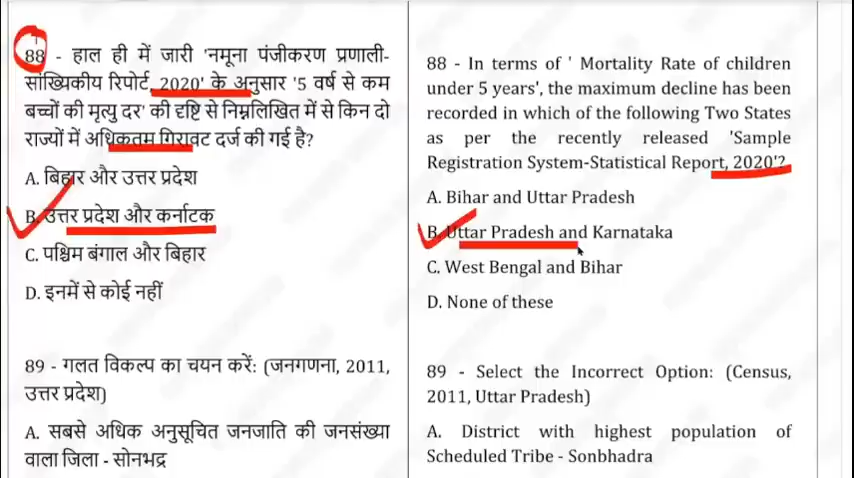 88 - हाल ही में जारी 'नमूना पंजीकरण प्रणाली-
सांख्यिकीय रिपोर्ट, 2020' के अनुसार '5 वर्ष से कम
बच्चों की मृत्यु दर' की दृष्टि से निम्नलिखित में से किन दो
राज्यों में अधिकतम गिरावट दर्ज की गई है?
A. बिहार और उत्तर प्रदेश
B. उत्तर प्रदेश और कर्नाटक
C. पश्चिम बंगाल और बिहार
D. इनमें से कोई नहीं
89 - गलत विकल्प का चयन करें: (जनगणना, 2011,
उत्तर प्रदेश)
A. सबसे अधिक अनुसूचित जनजाति की जनसंख्या
वाला जिला - सोनभद्र
88 - In terms of ' Mortality Rate of children
under 5 years', the maximum decline has been
recorded in which of the following Two States
as per the recently released 'Sample
Registration System-Statistical Report, 2020'?
A. Bihar and Uttar Pradesh
B. Uttar Pradesh and Karnataka
C. West Bengal and Bihar
D. None of these
89 - Select the Incorrect Option: (Census,
2011, Uttar Pradesh)
A. District with highest population of
Scheduled Tribe - Sonbhadra